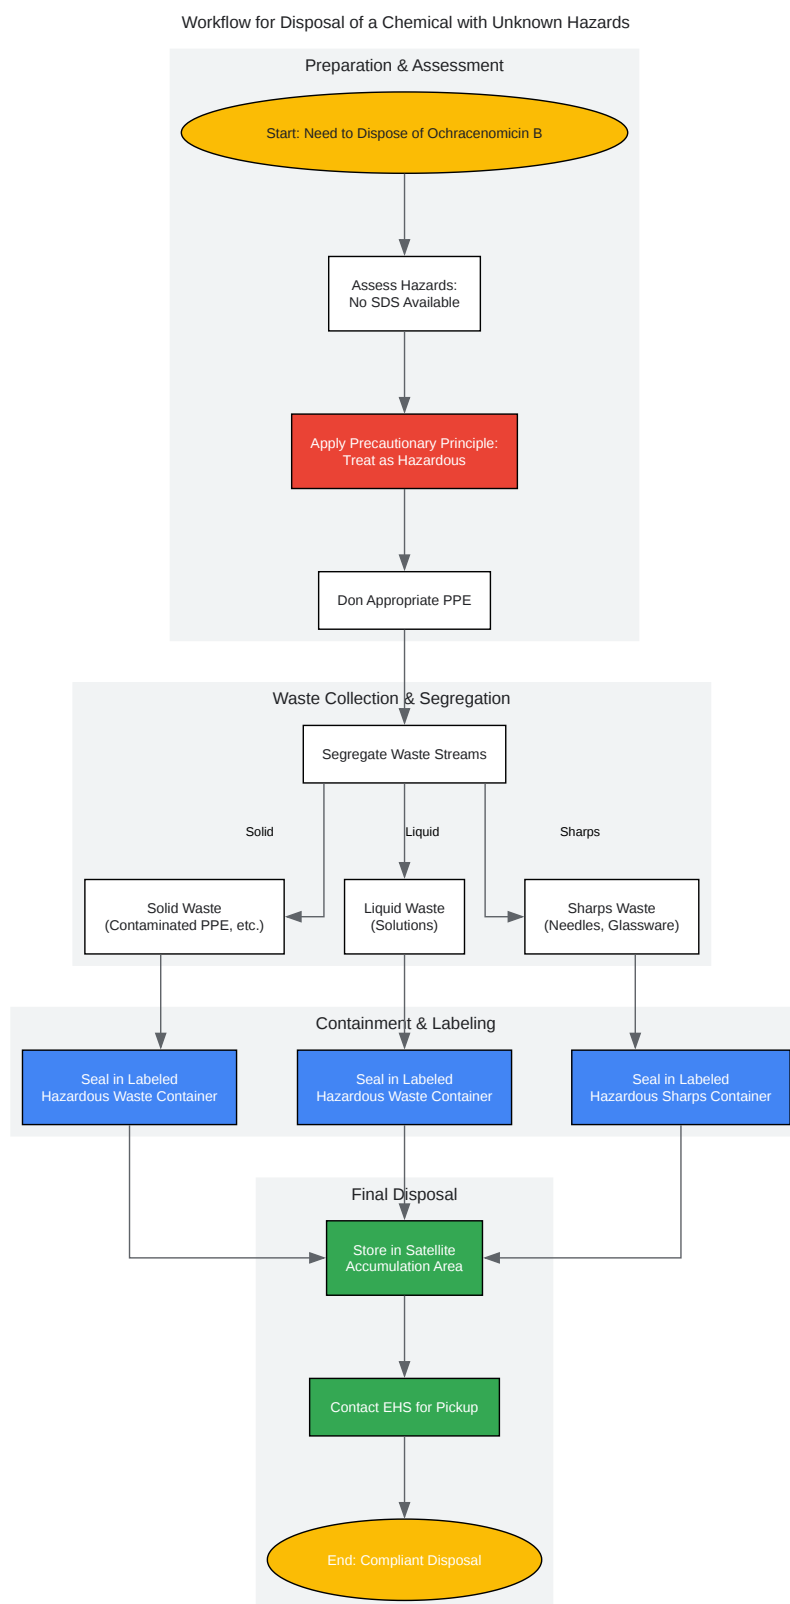 Workflow for Disposal of a Chemical with Unknown Hazards
Preparation & Assessment
Start: Need to Dispose of Ochracenomicin B
Assess Hazards:
No SDS Available
Apply Precautionary Principle:
Treat as Hazardous
Don Appropriate PPE
Waste Collection & Segregation
Segregate Waste Streams
Solid
Liquid
Sharps
Solid Waste
(Contaminated PPE, etc.)
Liquid Waste
(Solutions)
Sharps Waste
(Needles, Glassware)
Containment & Labeling
Seal in Labeled
Hazardous Waste Container
Seal in Labeled
Hazardous Waste Container
Seal in Labeled
Hazardous Sharps Container
Final Disposal
Store in Satellite
Accumulation Area
Contact EHS for Pickup
End: Compliant Disposal